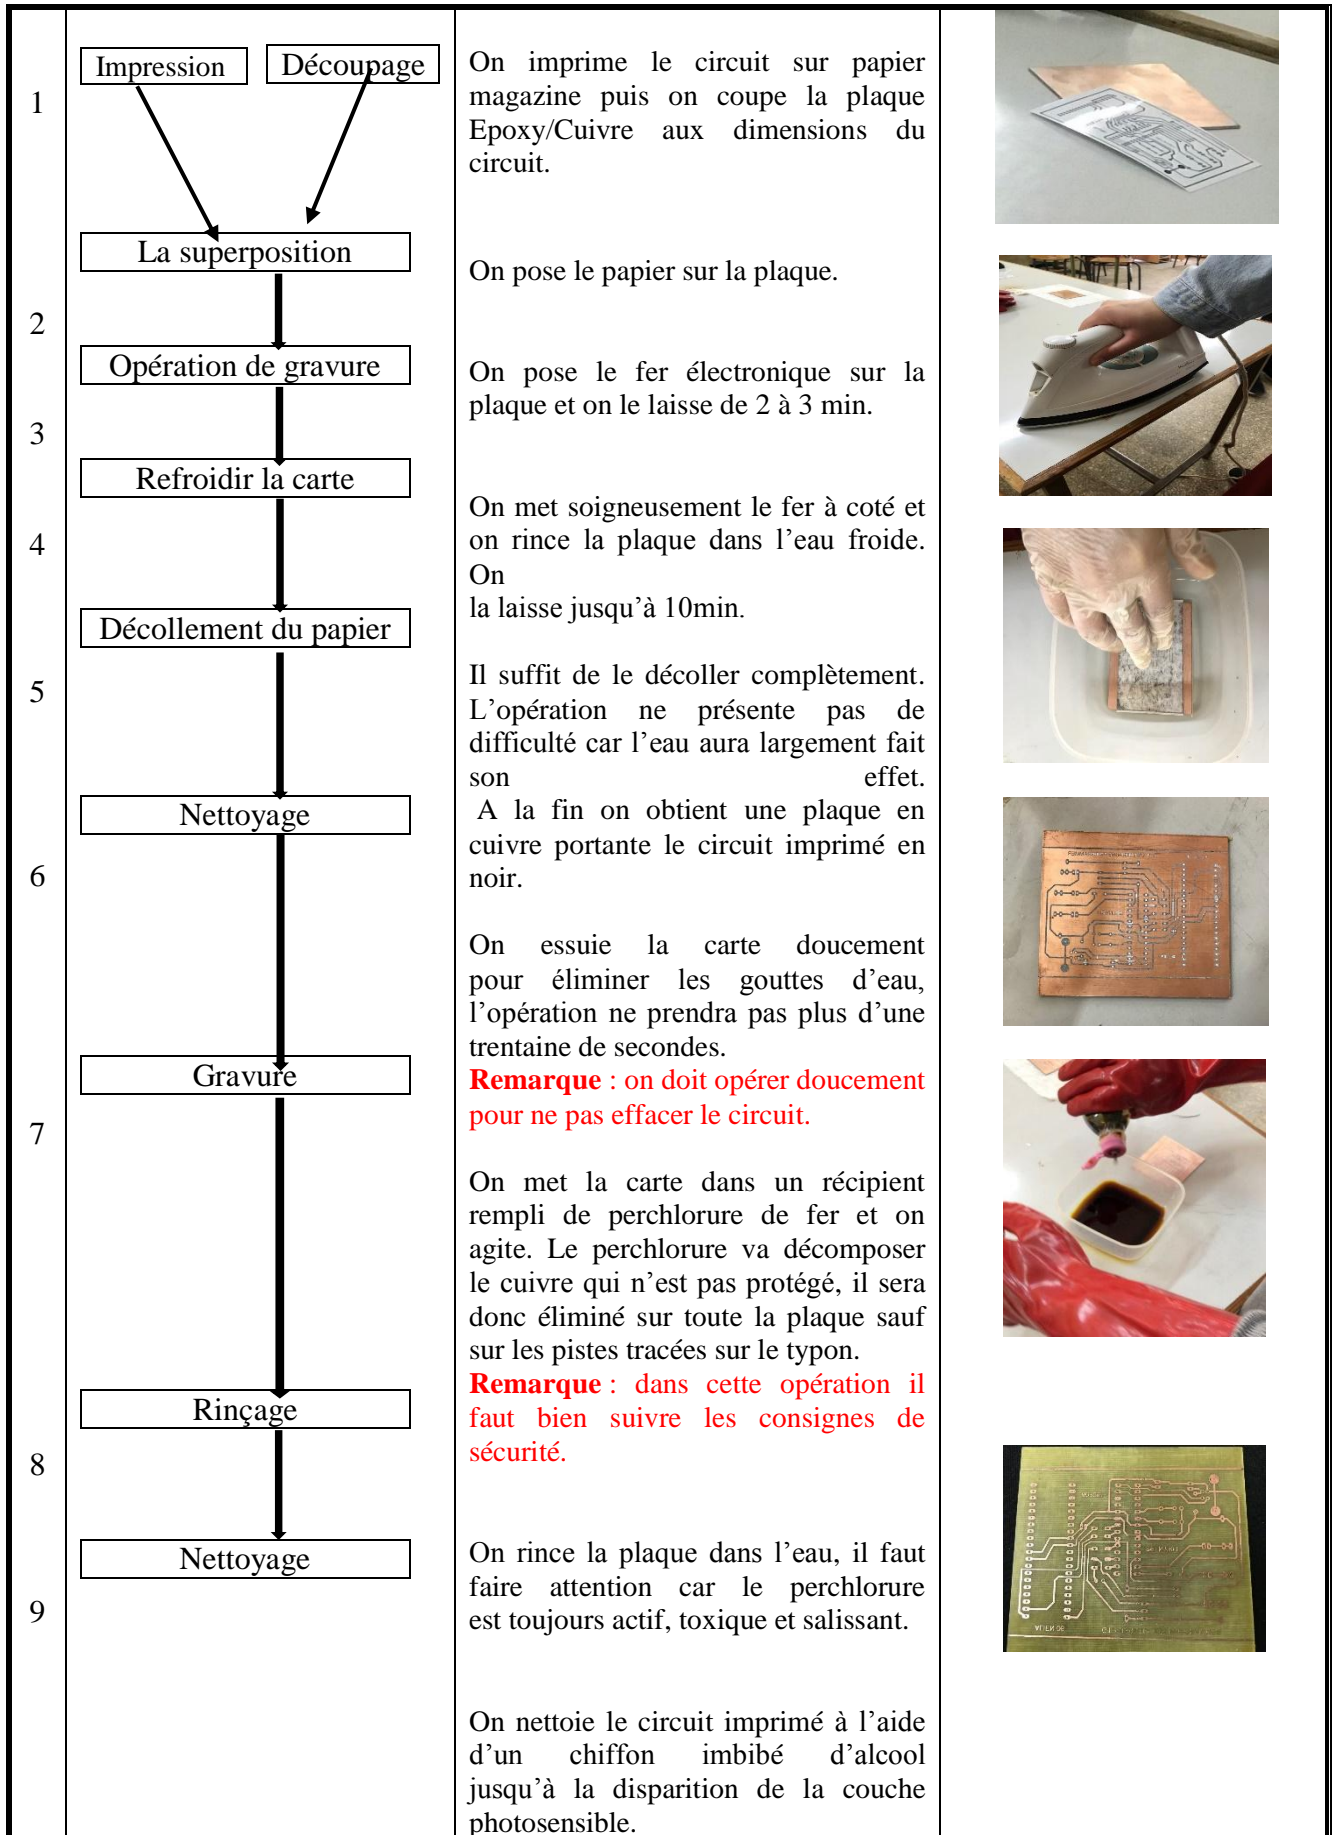 1
Impression
Découpage
On imprime le circuit sur papier
magazine puis on coupe la plaque
Epoxy/Cuivre aux dimensions du
circuit.
La superposition
On pose le papier sur la plaque.
2
Opération de gravure
On pose le fer électronique sur la
plaque et on le laisse de 2 à 3 min.
3
Refroidir la carte
On met soigneusement le fer à coté et
on rince la plaque dans l’eau froide.
On
la laisse jusqu’à 10min.
4
Décollement du papier
Il suffit de le décoller complètement.
L’opération ne présente pas de
difficulté car l’eau aura largement fait
son effet.
A la fin on obtient une plaque en
cuivre portante le circuit imprimé en
noir.
5
Nettoyage
On essuie la carte doucement
pour éliminer les gouttes d’eau,
l’opération ne prendra pas plus d’une
trentaine de secondes.
Remarque : on doit opérer doucement
pour ne pas effacer le circuit.
6
Gravure
On met la carte dans un récipient
rempli de perchlorure de fer et on
agite. Le perchlorure va décomposer
le cuivre qui n’est pas protégé, il sera
donc éliminé sur toute la plaque sauf
sur les pistes tracées sur le typon.
Remarque : dans cette opération il
faut bien suivre les consignes de
sécurité.
7
Rinçage
On rince la plaque dans l’eau, il faut
faire attention car le perchlorure
est toujours actif, toxique et salissant.
8
Nettoyage
On nettoie le circuit imprimé à l’aide
d’un chiffon imbibé d’alcool
jusqu’à la disparition de la couche
photosensible.
9